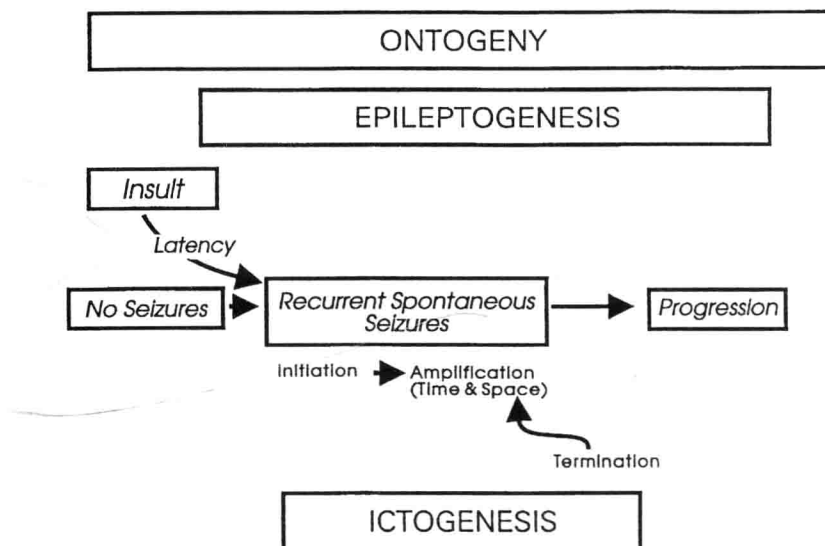 ONTOGENY
EPILEPTOGENESIS
Insult
Latency
No Seizures
Recurrent Spontaneous
Seizures
Progression
Initiation
Amplification
(Time & Space)
Termination
ICTOGENESIS